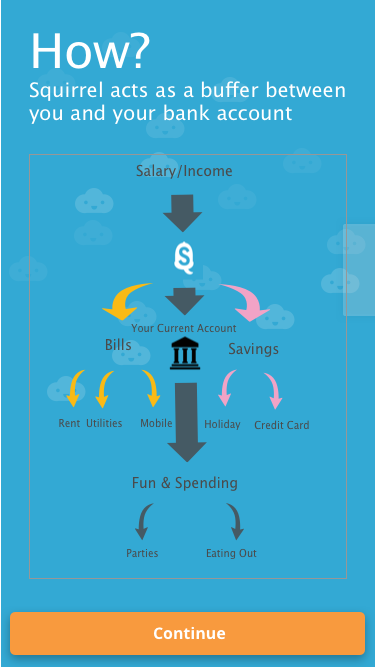 How?
Squirrel acts as a buffer between
you and your bank account
Salary/Income
Your Current Account
Bills
Savings
Rent Utilities Mobile Holiday Credit Card
Fun & Spending
Parties Eating Out
Continue